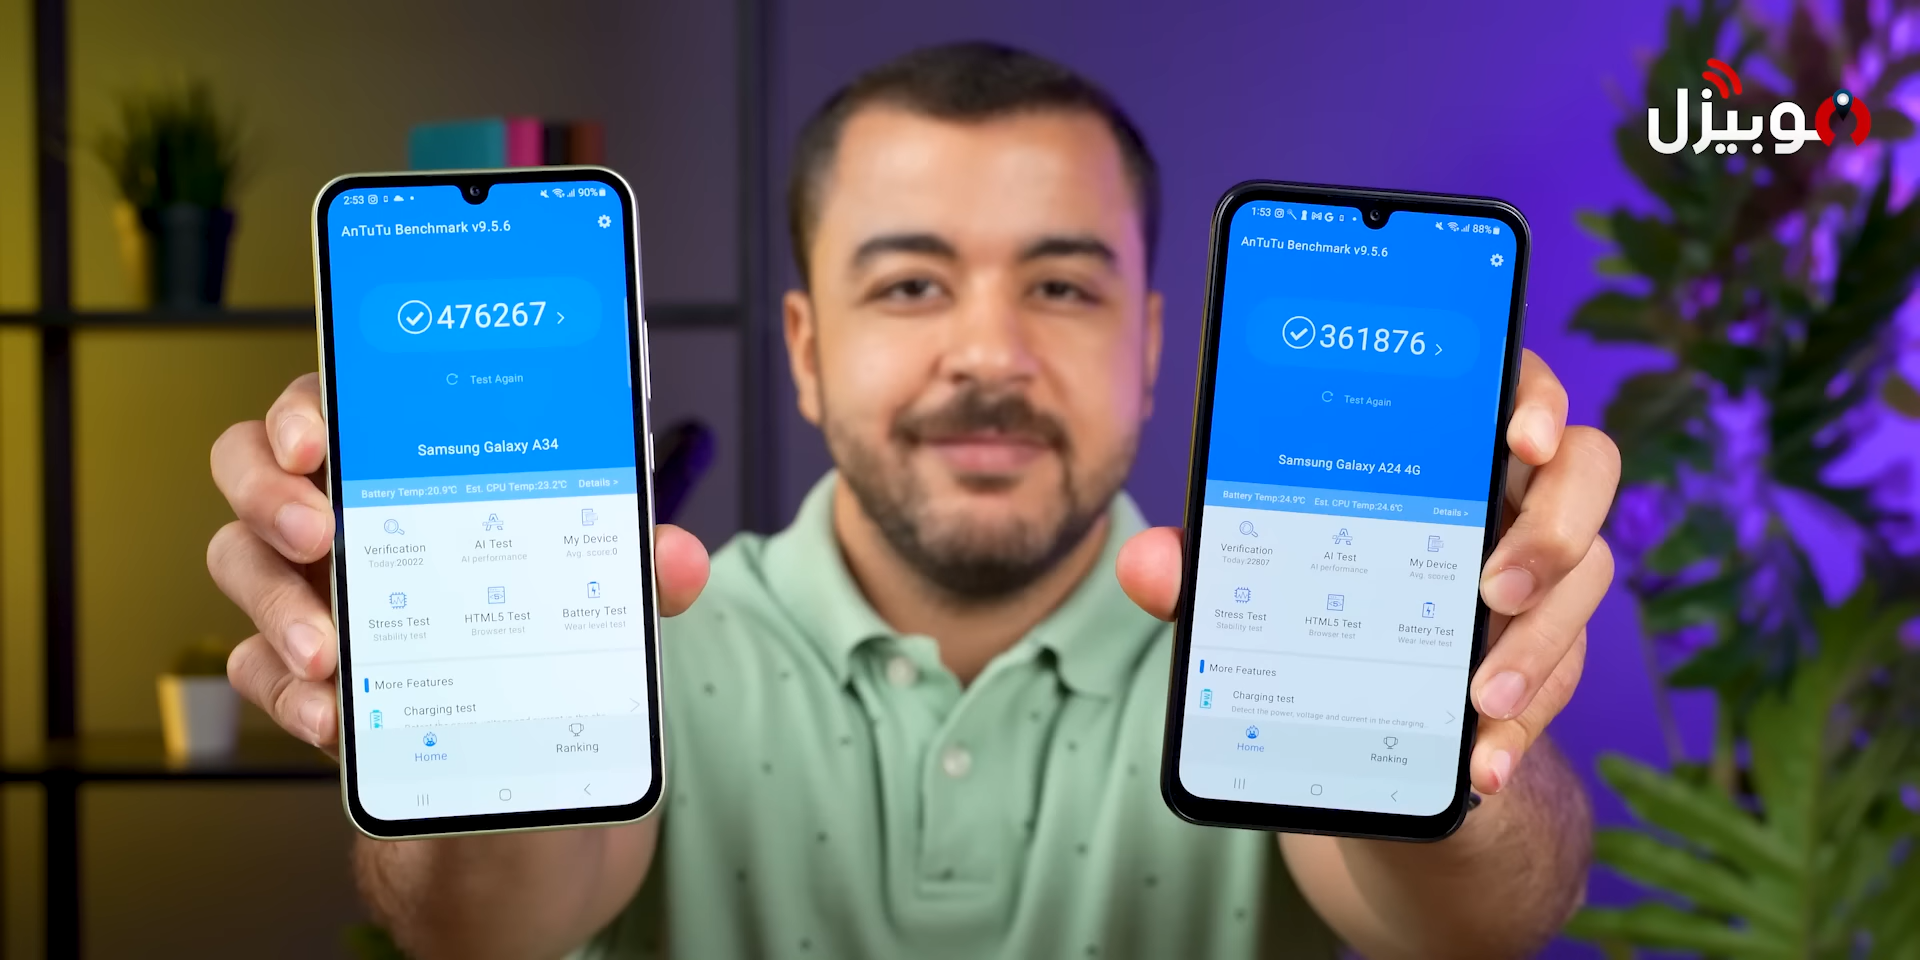 موبيزل
2:53
90%
AnTuTu Benchmark v9.5.6
476267 >
Test Again
Samsung Galaxy A34
Battery Temp:20.9℃ Est. CPU Temp:23.2℃ Details >
Verification
Today:20022
AI Test
AI performance
My Device
Avg. score:0
Stress Test
Stability test
HTML5 Test
Browser test
Battery Test
Wear level test
More Features
Charging test
Home
Ranking
1:53
88%
AnTuTu Benchmark v9.5.6
361876 >
Test Again
Samsung Galaxy A24 4G
Battery Temp:24.9℃ Est. CPU Temp:24.6℃ Details >
Verification
Today:22807
AI Test
AI performance
My Device
Avg. score:0
Stress Test
Stability test
HTML5 Test
Browser test
Battery Test
Wear level test
More Features
Charging test
Detect the power, voltage and current in the charging...
Home
Ranking